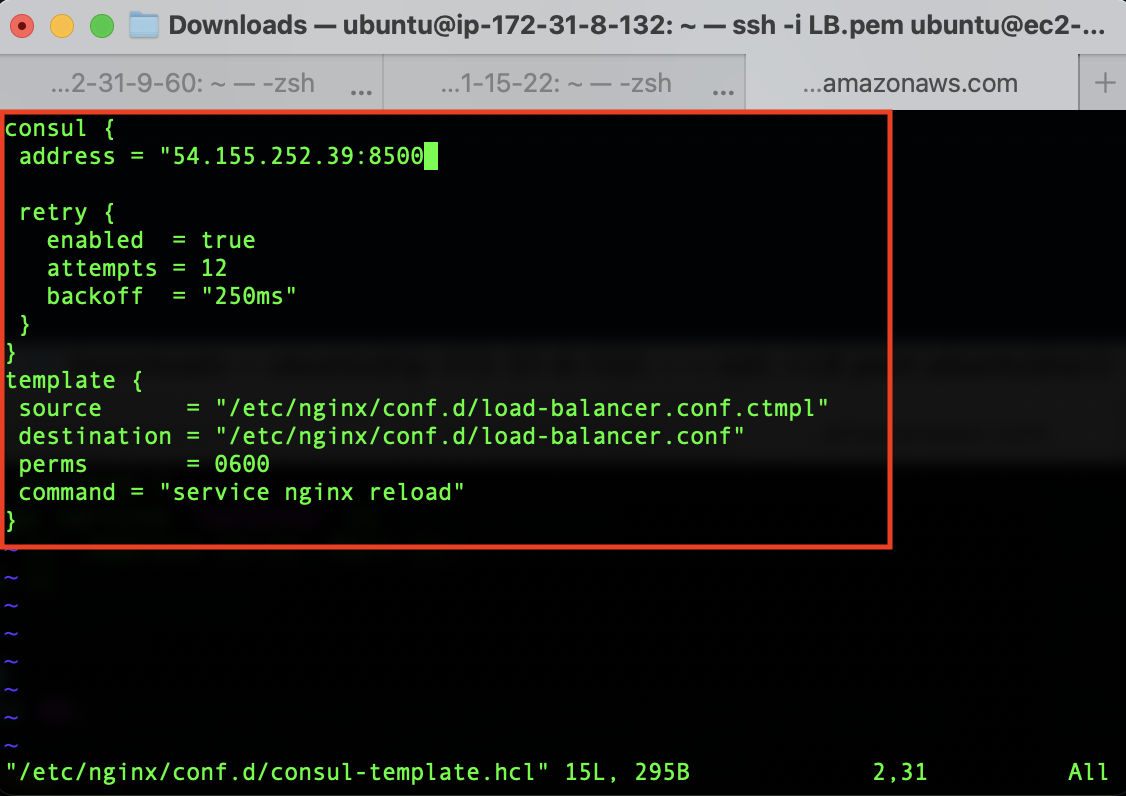 Downloads — ubuntu@ip-172-31-8-132: ~ — ssh -i LB.pem ubuntu@ec2-...
...2-31-9-60: ~ — -zsh ... ...1-15-22: ~ — -zsh ... ...amazonaws.com +
consul {
 address = "54.155.252.39:8500

 retry {
   enabled  = true
   attempts = 12
   backoff  = "250ms"
 }
}
template {
 source      = "/etc/nginx/conf.d/load-balancer.conf.ctmpl"
 destination = "/etc/nginx/conf.d/load-balancer.conf"
 perms       = 0600
 command = "service nginx reload"
}
~
~
~
~
~
~
~
~
"/etc/nginx/conf.d/consul-template.hcl" 15L, 295B 2,31 All